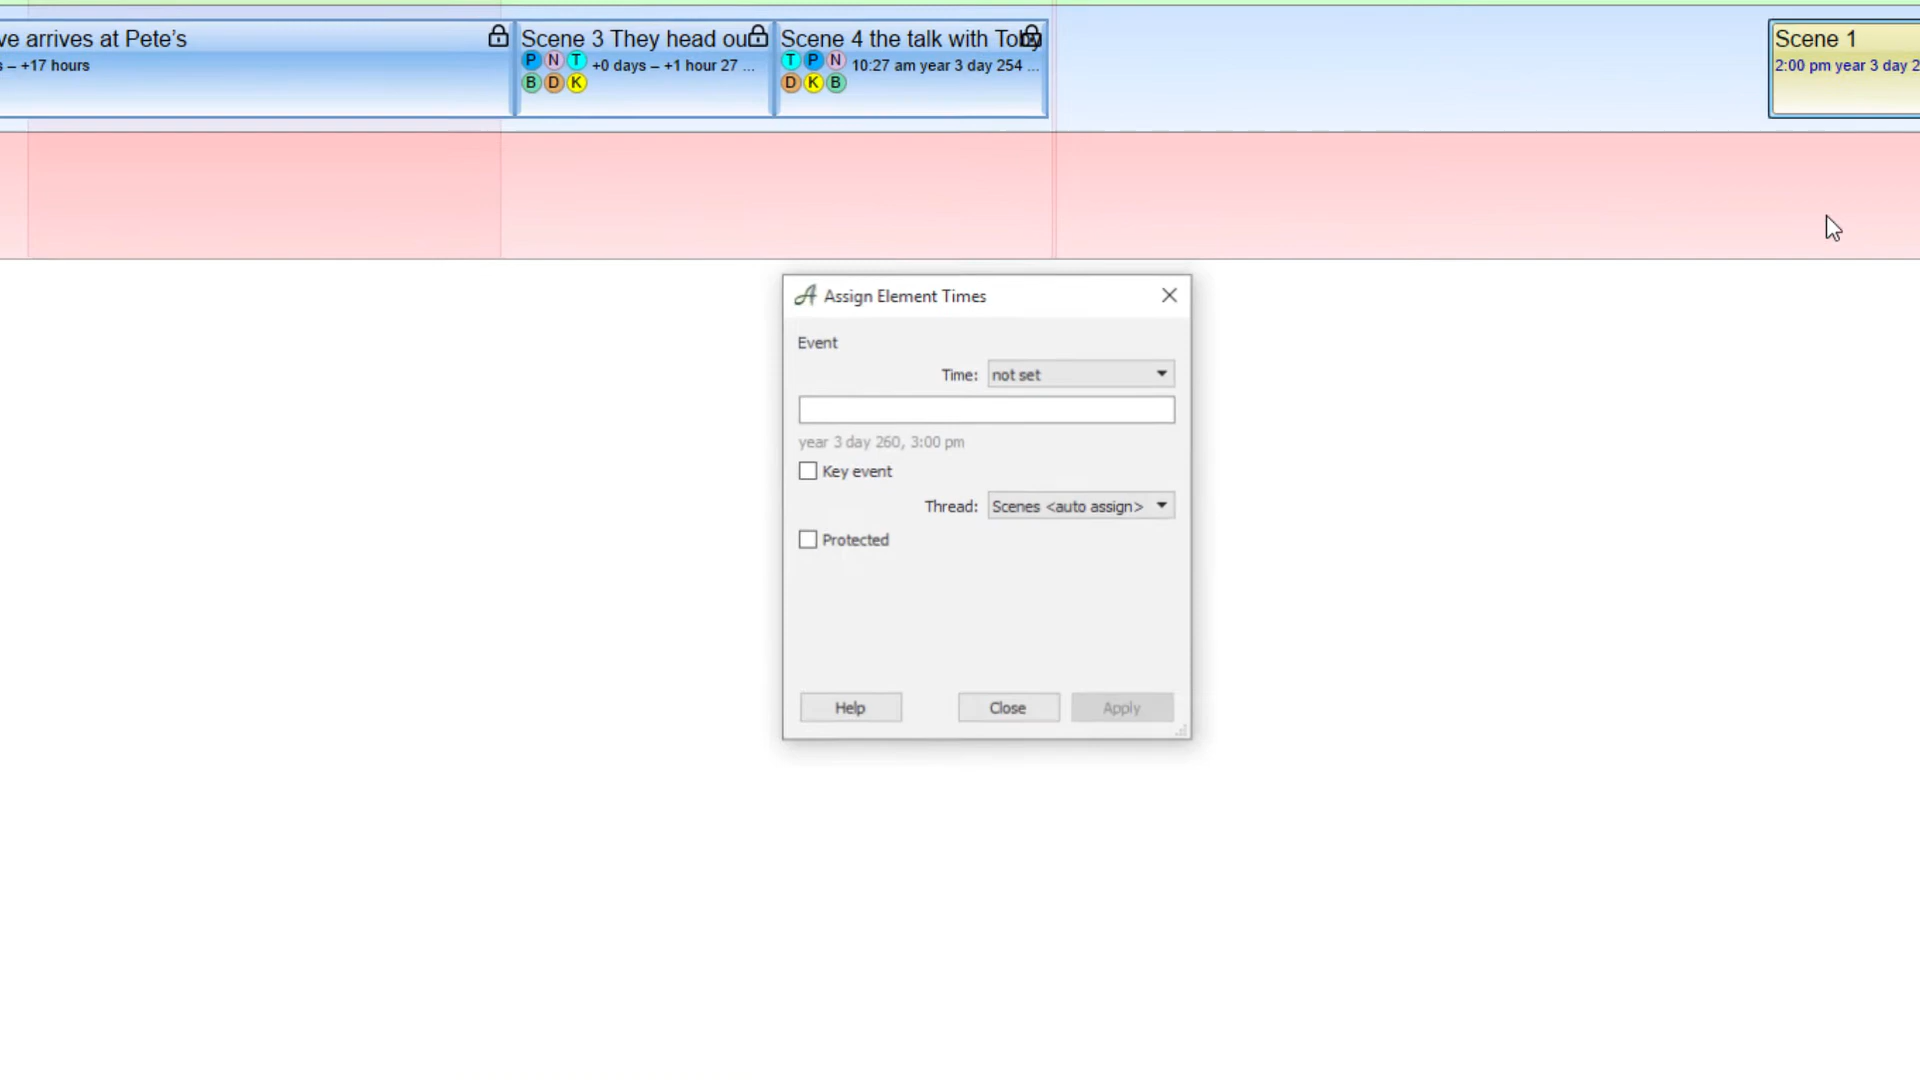 ve arrives at Pete's
s – +17 hours
Scene 3 They head ou
P N T
+0 days – +1 hour 27 ...
B D K
Scene 4 the talk with Toby
T P N
10:27 am year 3 day 254 ...
D K B
Scene 1
2:00 pm year 3 day 2
Assign Element Times
Event
Time: not set
year 3 day 260, 3:00 pm
Key event
Thread: Scenes <auto assign>
Protected
Help Close Apply